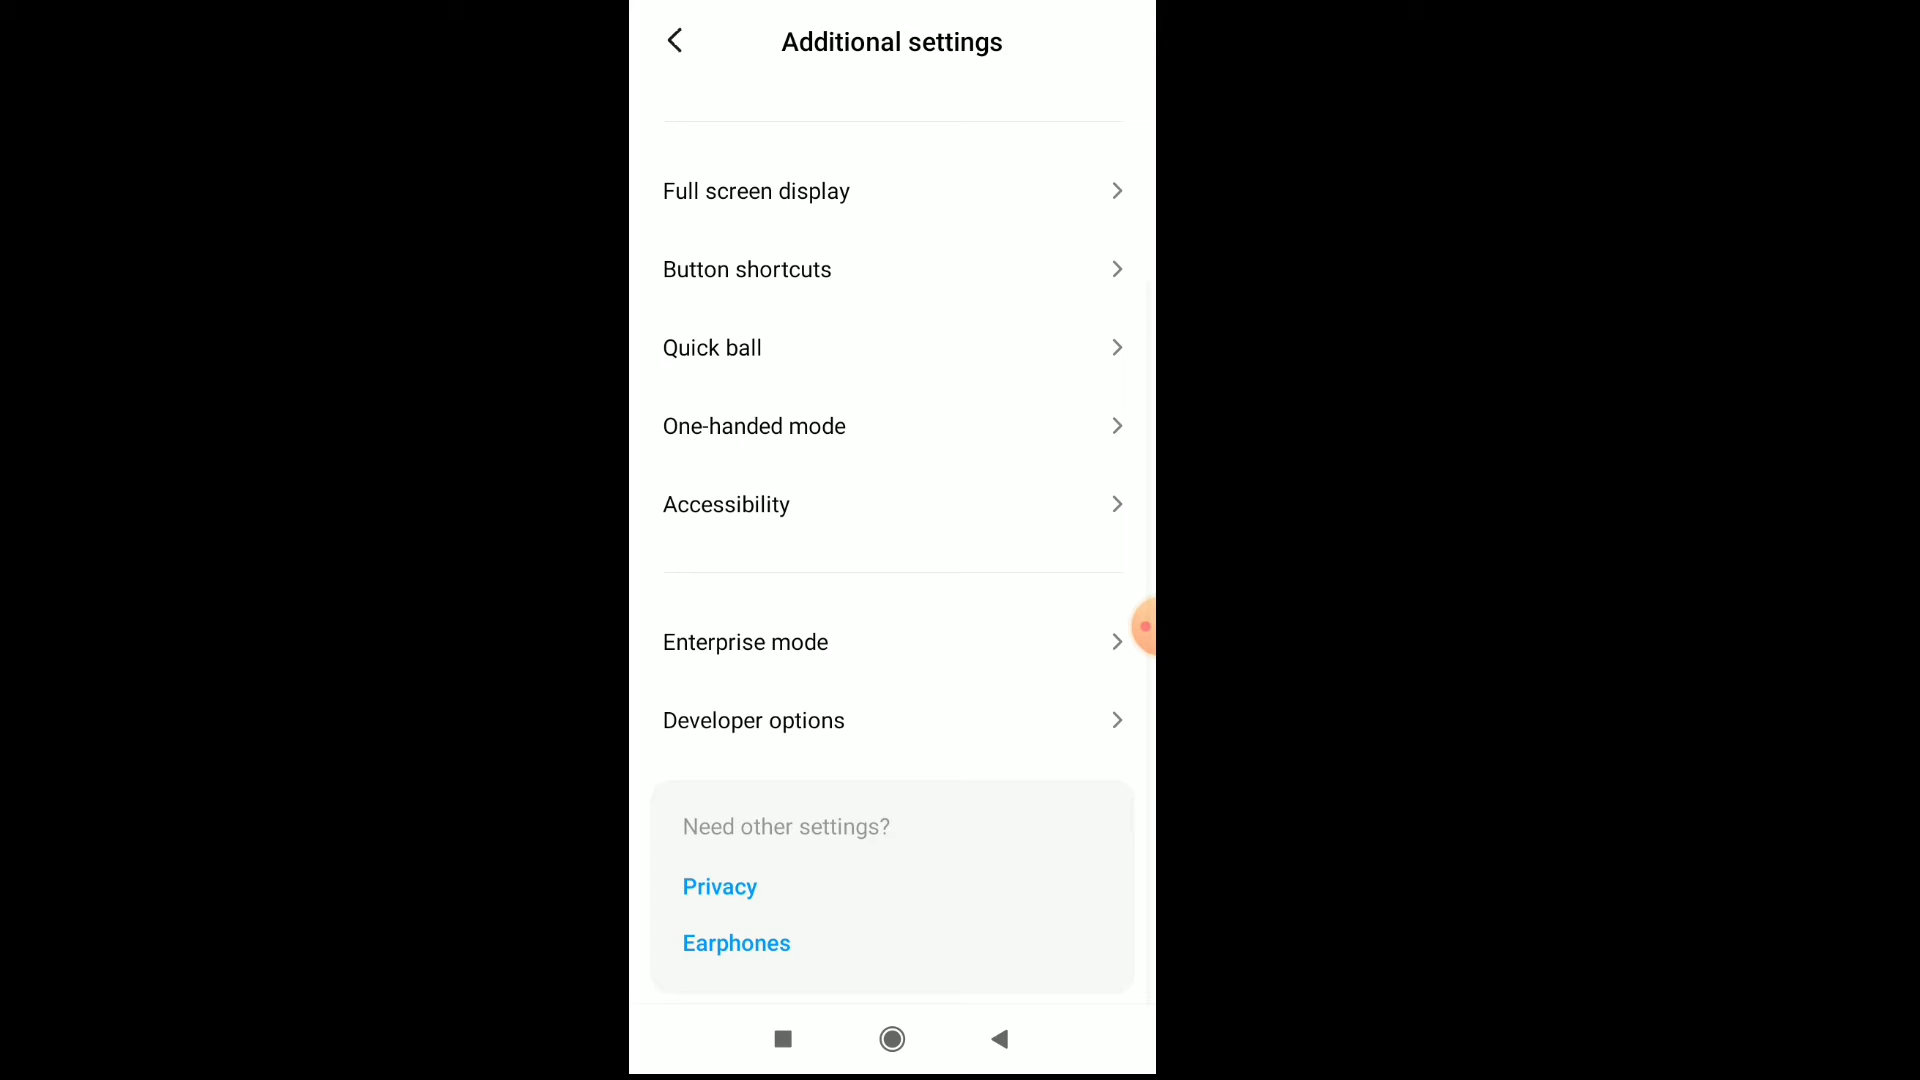 Additional settings
Full screen display
Button shortcuts
Quick ball
One-handed mode
Accessibility
Enterprise mode
Developer options
Need other settings?
Privacy
Earphones